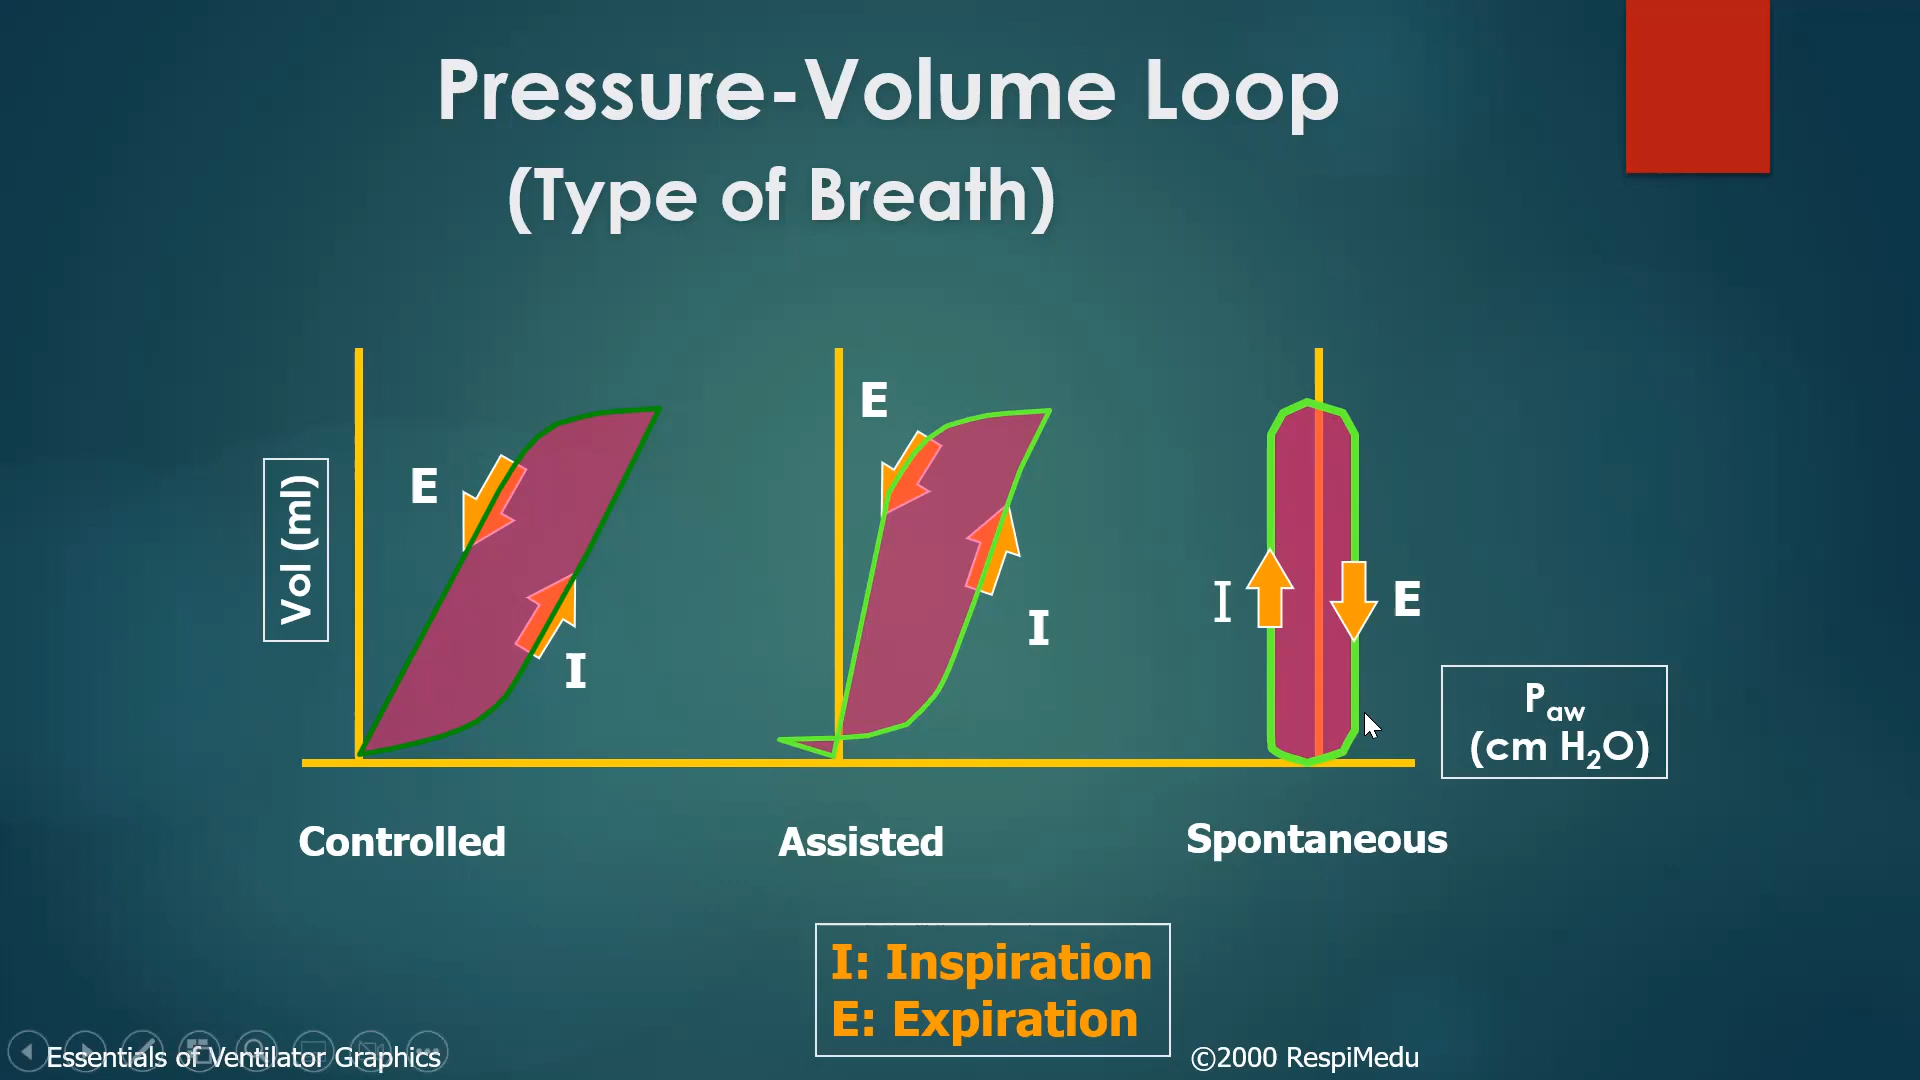 Pressure-Volume Loop
(Type of Breath)
Vol (ml)
E
I
E
I
I
E
Paw
(cm H2O)
Controlled
Assisted
Spontaneous
I: Inspiration
E: Expiration
Essentials of Ventilator Graphics
©2000 RespiMedu